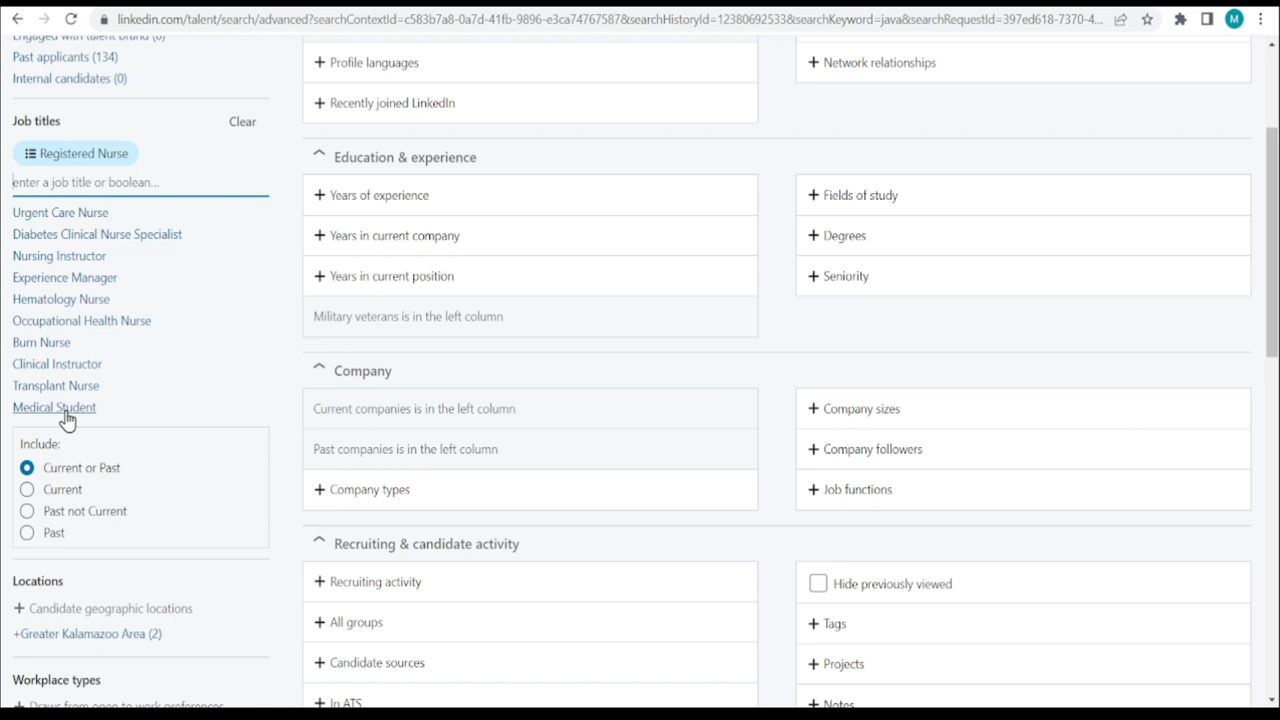 linkedin.com/talent/search/advanced?searchContextId=c583b7a8-0a7d-41fb-9896-e3ca74767587&searchHistoryId=12380692533&searchKeyword=java&searchRequestId=397ed618-7370-4...
M
Engaged with talent brand (0)
Past applicants (134)
Internal candidates (0)
Job titles
Clear
Registered Nurse
enter a job title or boolean...
Urgent Care Nurse
Diabetes Clinical Nurse Specialist
Nursing Instructor
Experience Manager
Hematology Nurse
Occupational Health Nurse
Burn Nurse
Clinical Instructor
Transplant Nurse
Medical Student
Include:
Current or Past
Current
Past not Current
Past
Locations
+ Candidate geographic locations
+Greater Kalamazoo Area (2)
Workplace types
+ Draws from open to work preferences
+ Profile languages
+ Recently joined LinkedIn
+ Network relationships
Education & experience
+ Years of experience
+ Years in current company
+ Years in current position
Military veterans is in the left column
+ Fields of study
+ Degrees
+ Seniority
Company
Current companies is in the left column
Past companies is in the left column
+ Company types
+ Company sizes
+ Company followers
+ Job functions
Recruiting & candidate activity
+ Recruiting activity
+ All groups
+ Candidate sources
+ In ATS
Hide previously viewed
+ Tags
+ Projects
+ Notes